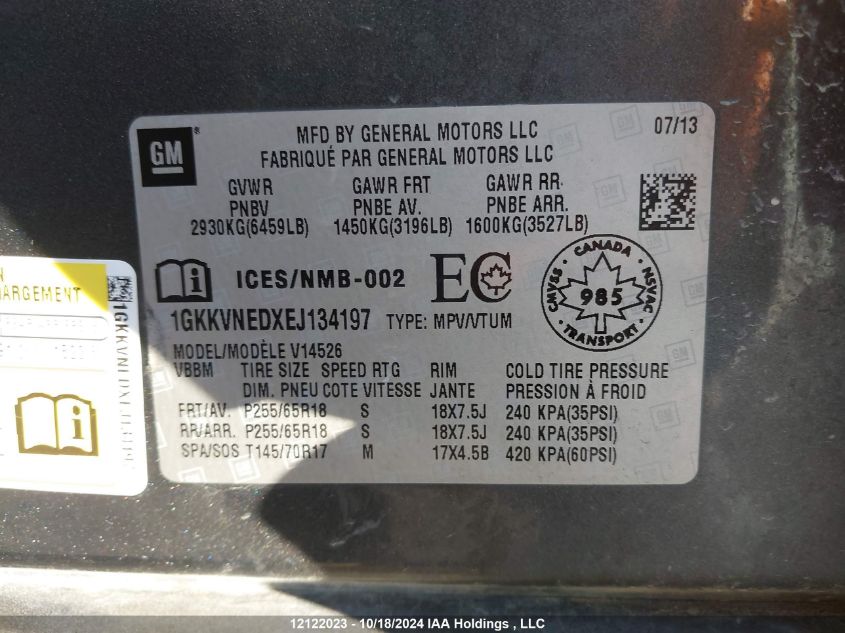 GM
®
MFD BY GENERAL MOTORS LLC
FABRIQUÉ PAR GENERAL MOTORS LLC
07/13
GVWR GAWR FRT GAWR RR
PNBV PNBE AV. PNBE ARR.
2930KG(6459LB) 1450KG(3196LB) 1600KG(3527LB)
ICES/NMB-002
EC
CANADA
CMVSS
985
NSVAC
TRANSPORT
1GKKVNEDXEJ134197 TYPE: MPV/VTUM
MODEL/MODÈLE V14526
VBBM TIRE SIZE SPEED RTG RIM COLD TIRE PRESSURE
DIM. PNEU COTE VITESSE JANTE PRESSION À FROID
FRT/AV. P255/65R18 S 18X7.5J 240 KPA(35PSI)
RR/ARR. P255/65R18 S 18X7.5J 240 KPA(35PSI)
SPA/SOS T145/70R17 M 17X4.5B 420 KPA(60PSI)
ARGEMENT
12122023 - 10/18/2024 IAA Holdings , LLC